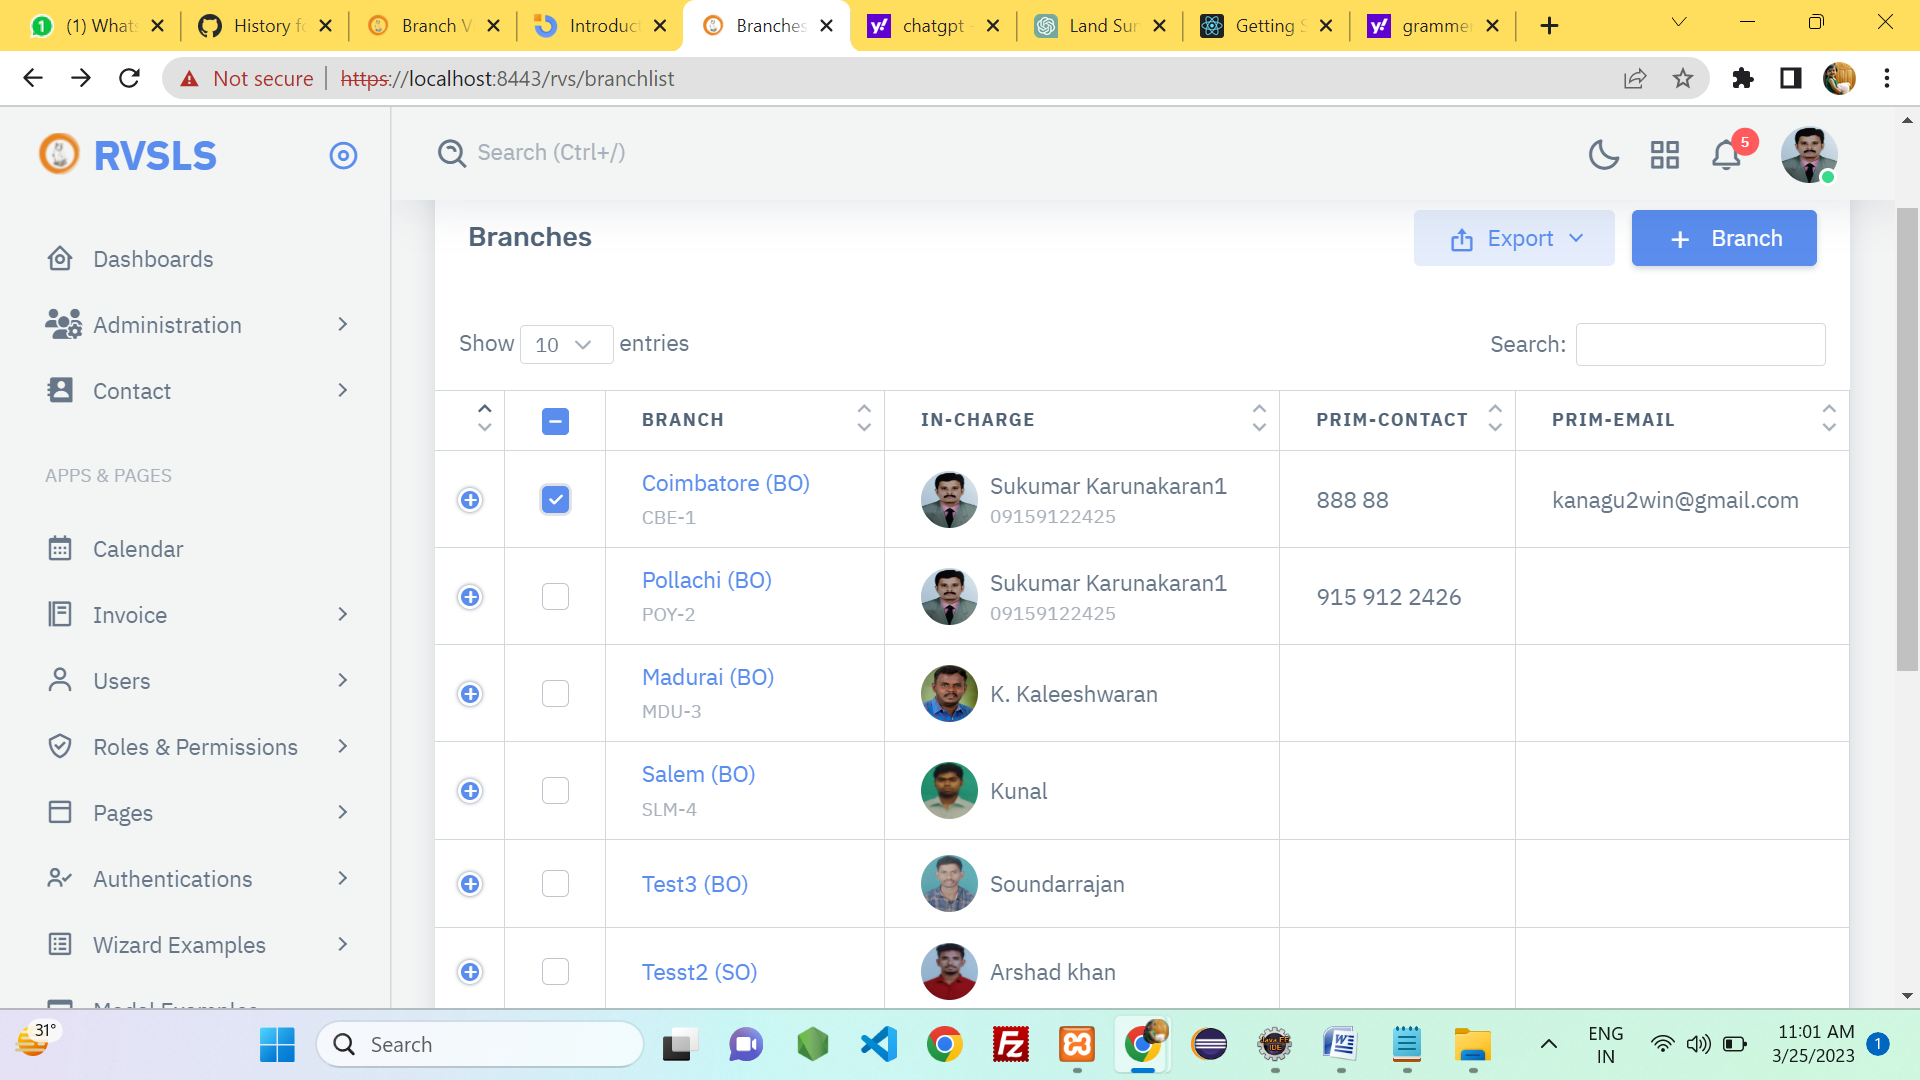 (1) Whats
History fo
Branch V
Introduct
Branches
chatgpt -
Land Sur
Getting S
grammer
Not secure
https://localhost:8443/rvs/branchlist
RVSLS
Search (Ctrl+/)
5
Dashboards
Administration
Contact
APPS & PAGES
Calendar
Invoice
Users
Roles & Permissions
Pages
Authentications
Wizard Examples
Branches
Export
+ Branch
Show 10 entries
Search:
BRANCH IN-CHARGE PRIM-CONTACT PRIM-EMAIL
Coimbatore (BO)
CBE-1
Sukumar Karunakaran1
09159122425
888 88
kanagu2win@gmail.com
Pollachi (BO)
POY-2
Sukumar Karunakaran1
09159122425
915 912 2426
Madurai (BO)
MDU-3
K. Kaleeshwaran
Salem (BO)
SLM-4
Kunal
Test3 (BO)
Soundarrajan
Tesst2 (SO)
Arshad khan
31°
Search
ENG
IN
11:01 AM
3/25/2023
1